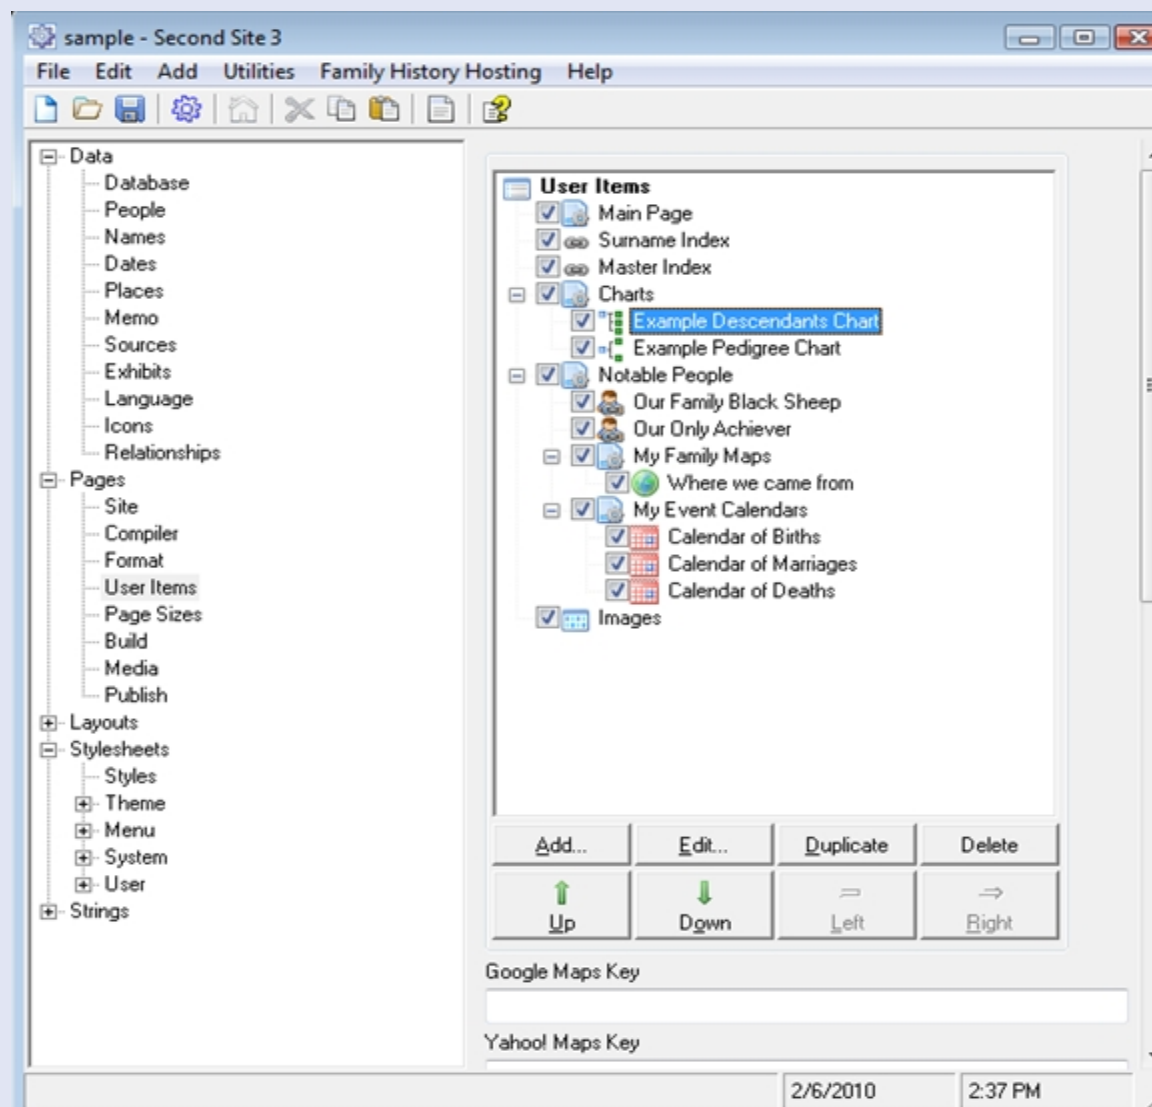 sample - Second Site 3
File Edit Add Utilities Family History Hosting Help
Data
Database
People
Names
Dates
Places
Memo
Sources
Exhibits
Language
Icons
Relationships
Pages
Site
Compiler
Format
User Items
Page Sizes
Build
Media
Publish
Layouts
Stylesheets
Styles
Theme
Menu
System
User
Strings
User Items
Main Page
Surname Index
Master Index
Charts
Example Descendants Chart
Example Pedigree Chart
Notable People
Our Family Black Sheep
Our Only Achiever
My Family Maps
Where we came from
My Event Calendars
Calendar of Births
Calendar of Marriages
Calendar of Deaths
Images
Add... Edit... Duplicate Delete
Up Down Left Right
Google Maps Key
Yahoo! Maps Key
2/6/2010 2:37 PM